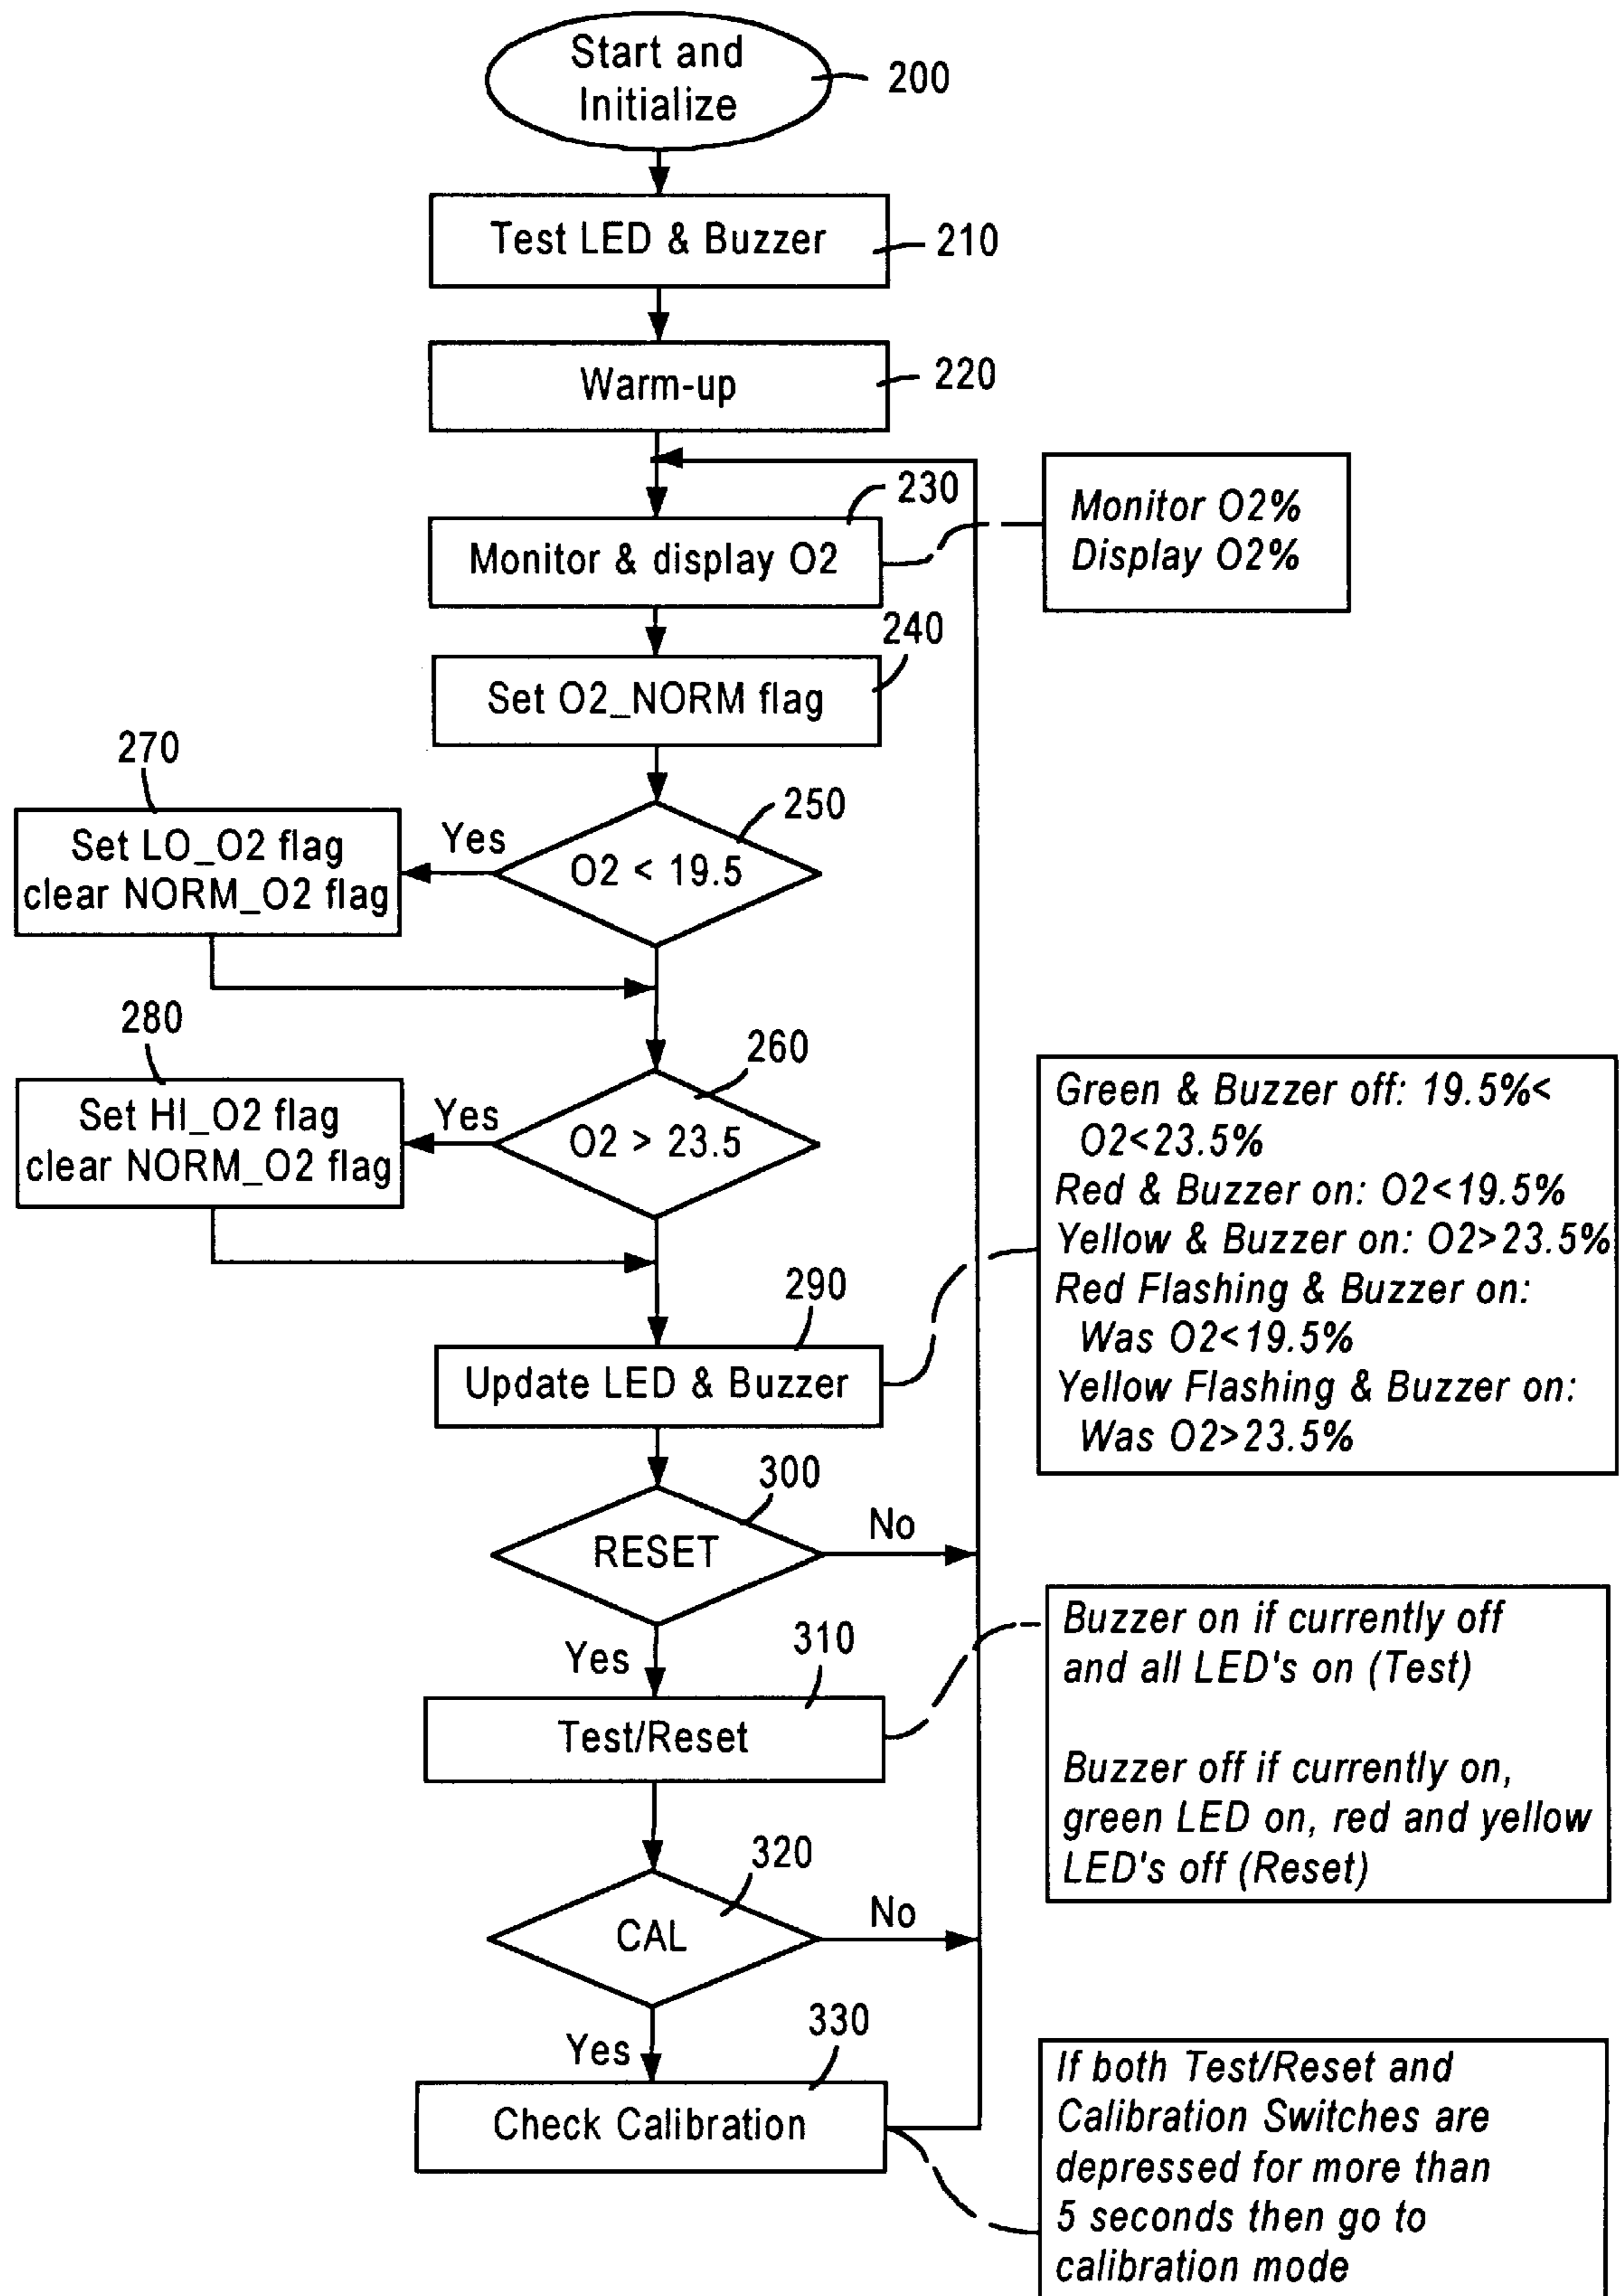 Start and
Initialize
200
Test LED & Buzzer
210
Warm-up
220
230
Monitor & display O2
Monitor O2%
Display O2%
240
Set O2_NORM flag
270
250
Set LO_O2 flag
clear NORM_O2 flag
Yes
O2 < 19.5
280
260
Set HI_O2 flag
clear NORM_O2 flag
Yes
O2 > 23.5
Green & Buzzer off: 19.5%<
O2<23.5%
Red & Buzzer on: O2<19.5%
Yellow & Buzzer on: O2>23.5%
Red Flashing & Buzzer on:
Was O2<19.5%
Yellow Flashing & Buzzer on:
Was O2>23.5%
290
Update LED & Buzzer
300
RESET
No
Yes
310
Test/Reset
Buzzer on if currently off
and all LED's on (Test)
Buzzer off if currently on,
green LED on, red and yellow
LED's off (Reset)
320
CAL
No
Yes
330
Check Calibration
If both Test/Reset and
Calibration Switches are
depressed for more than
5 seconds then go to
calibration mode